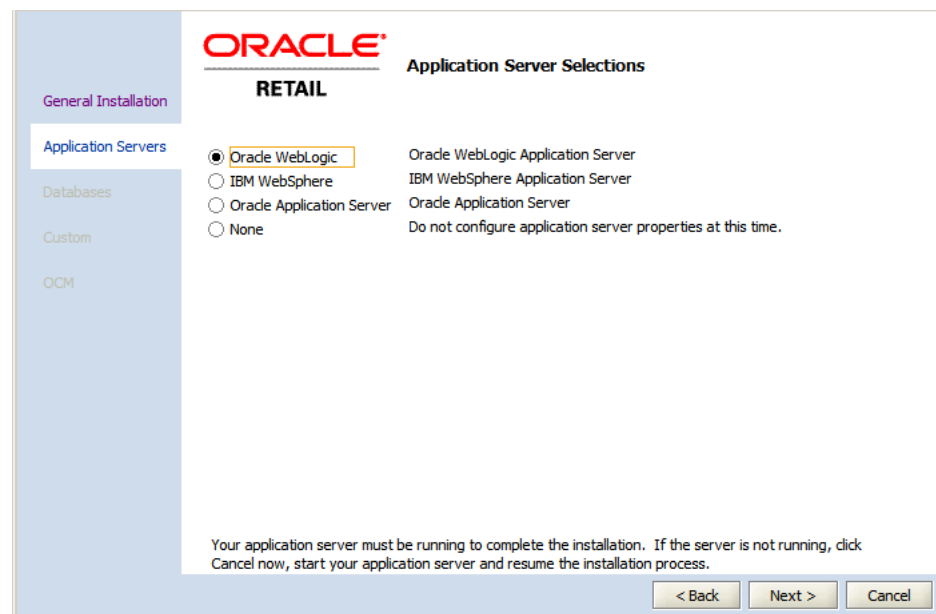 ORACLE
RETAIL
Application Server Selections
General Installation
Application Servers
Databases
Custom
OCM
Oracle WebLogic Oracle WebLogic Application Server
IBM WebSphere IBM WebSphere Application Server
Oracle Application Server Oracle Application Server
None Do not configure application server properties at this time.
Your application server must be running to complete the installation. If the server is not running, click
Cancel now, start your application server and resume the installation process.
< Back Next > Cancel